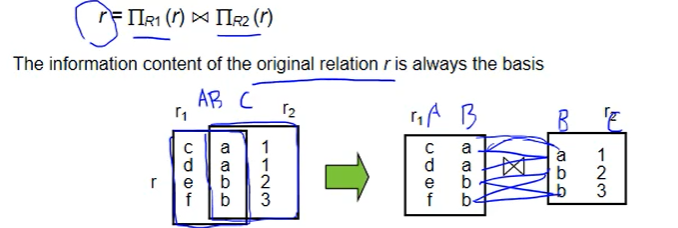 r = ΠR1 (r) ⋈ ΠR2 (r)
The information content of the original relation r is always the basis
AB C
r1 r2
r
c a 1
d a 1
e b 2
f b 3
r1 A B
c a
d a
e b
f b
⋈
B C
a 1
b 2
b 3